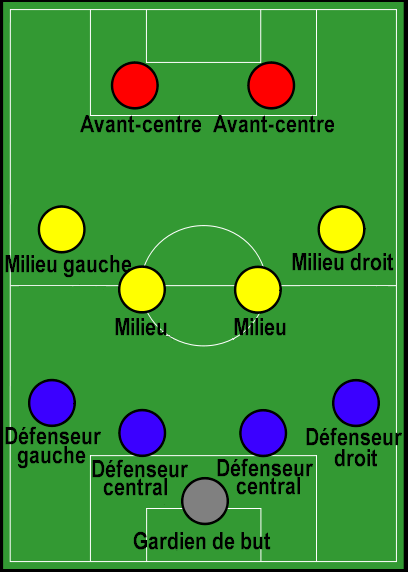 Avant-centre
Avant-centre
Milieu gauche
Milieu droit
Milieu
Milieu
Défenseur
gauche
Défenseur
central
Défenseur
central
Défenseur
droit
Gardien de but